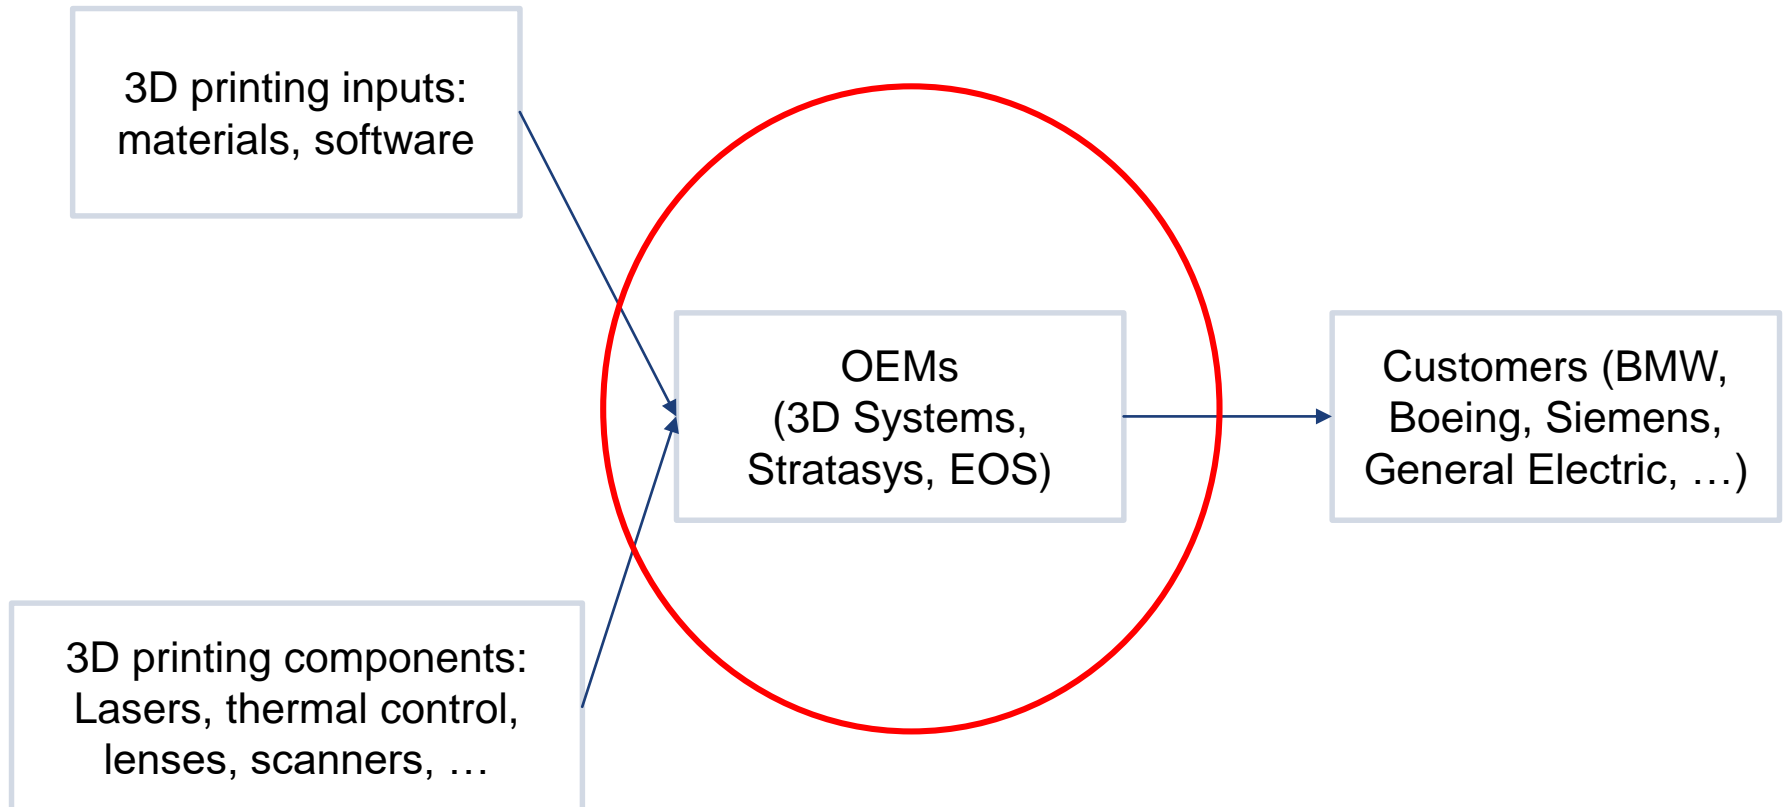 3D printing inputs:
materials, software
OEMs
(3D Systems,
Stratasys, EOS)
Customers (BMW,
Boeing, Siemens,
General Electric, …)
3D printing components:
Lasers, thermal control,
lenses, scanners, …